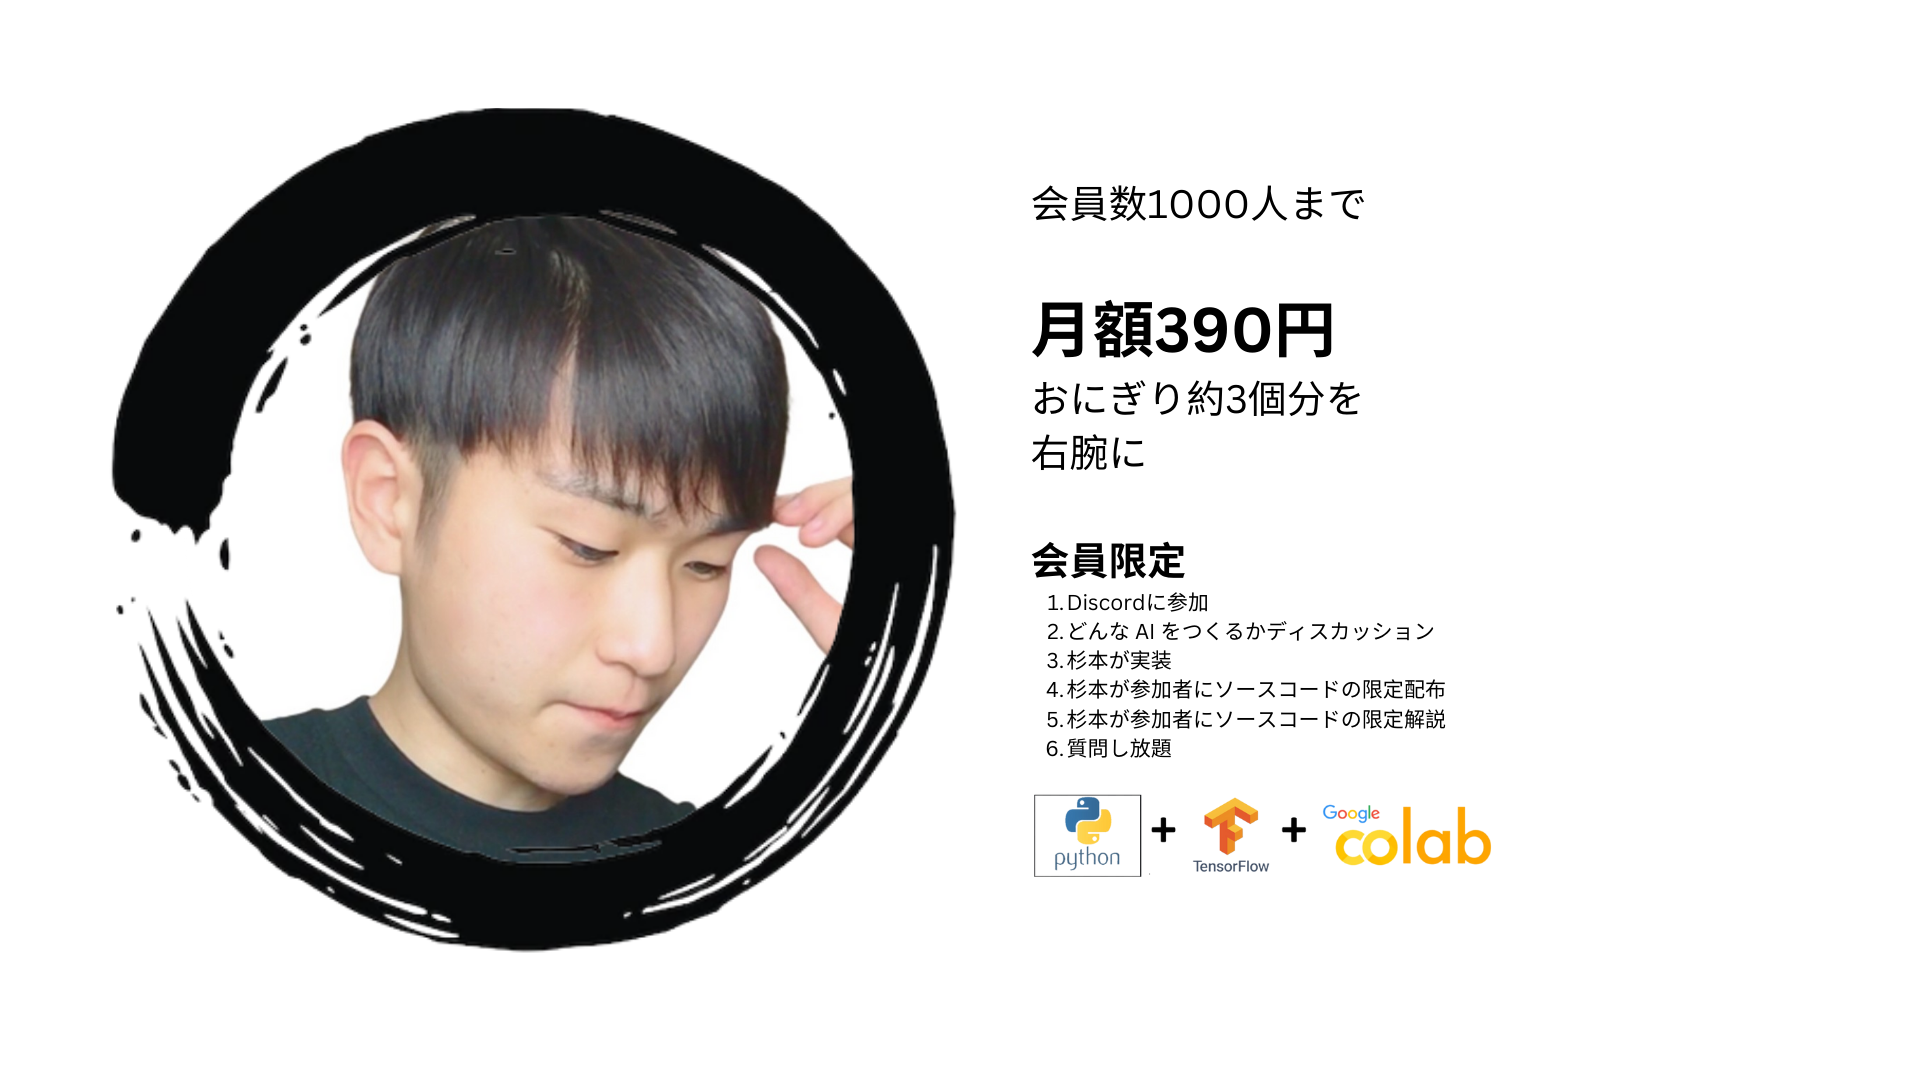 会員数1000人まで
月額390円
おにぎり約3個分を
右腕に
会員限定
1.Discordに参加
2.どんな AI をつくるかディスカッション
3.杉本が実装
4.杉本が参加者にソースコードの限定配布
5.杉本が参加者にソースコードの限定解説
6.質問し放題
python + TensorFlow + Google colab